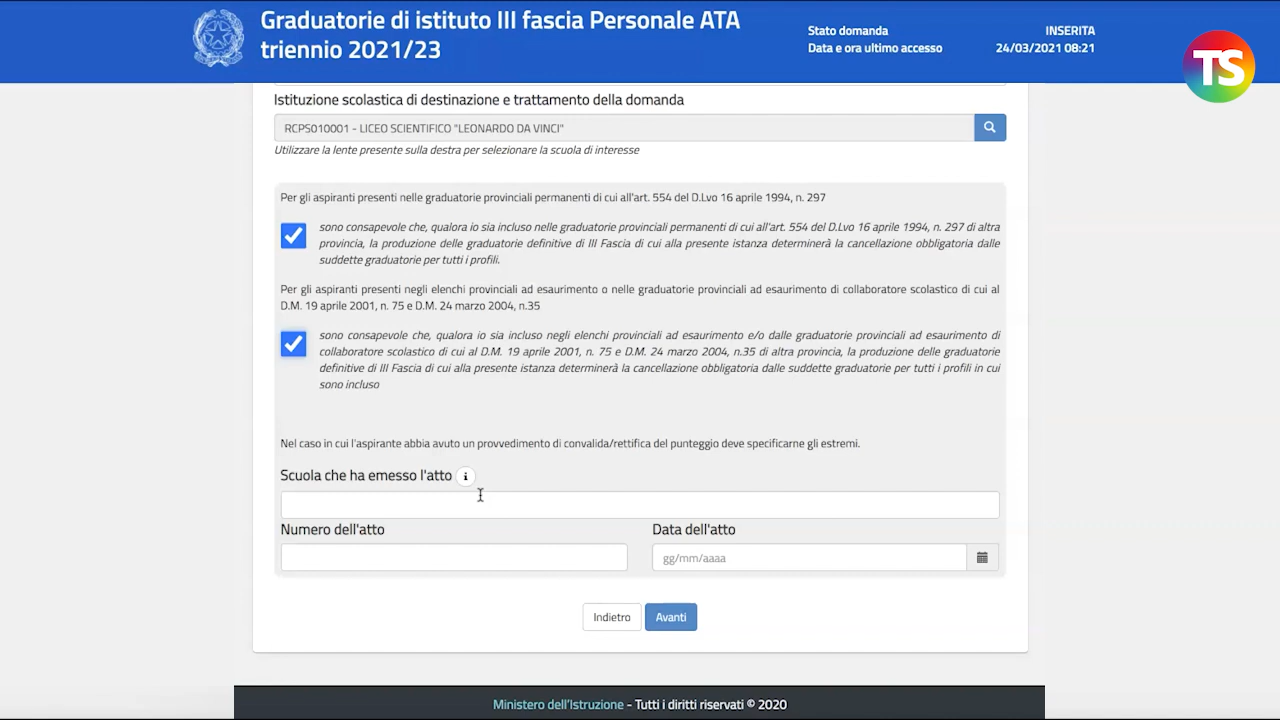 Graduatorie di istituto III fascia Personale ATA
triennio 2021/23
Stato domanda INSERITA
Data e ora ultimo accesso 24/03/2021 08:21
TS
Istituzione scolastica di destinazione e trattamento della domanda
RCPS010001 - LICEO SCIENTIFICO "LEONARDO DA VINCI"
Utilizzare la lente presente sulla destra per selezionare la scuola di interesse
Per gli aspiranti presenti nelle graduatorie provinciali permanenti di cui all'art. 554 del D.Lvo 16 aprile 1994, n. 297
sono consapevole che, qualora io sia incluso nelle graduatorie provinciali permanenti di cui all'art. 554 del D.Lvo 16 aprile 1994, n. 297 di altra
provincia, la produzione delle graduatorie definitive di III Fascia di cui alla presente istanza determinerà la cancellazione obbligatoria dalle
suddette graduatorie per tutti i profili.
Per gli aspiranti presenti negli elenchi provinciali ad esaurimento o nelle graduatorie provinciali ad esaurimento di collaboratore scolastico di cui al
D.M. 19 aprile 2001, n. 75 e D.M. 24 marzo 2004, n.35
sono consapevole che, qualora io sia incluso negli elenchi provinciali ad esaurimento e/o dalle graduatorie provinciali ad esaurimento di
collaboratore scolastico di cui al D.M. 19 aprile 2001, n. 75 e D.M. 24 marzo 2004, n.35 di altra provincia, la produzione delle graduatorie
definitive di III Fascia di cui alla presente istanza determinerà la cancellazione obbligatoria dalle suddette graduatorie per tutti i profili in cui
sono incluso
Nel caso in cui l'aspirante abbia avuto un provvedimento di convalida/rettifica del punteggio deve specificarne gli estremi.
Scuola che ha emesso l'atto i
Numero dell'atto Data dell'atto
gg/mm/aaaa
Indietro Avanti
Ministero dell'Istruzione - Tutti i diritti riservati © 2020